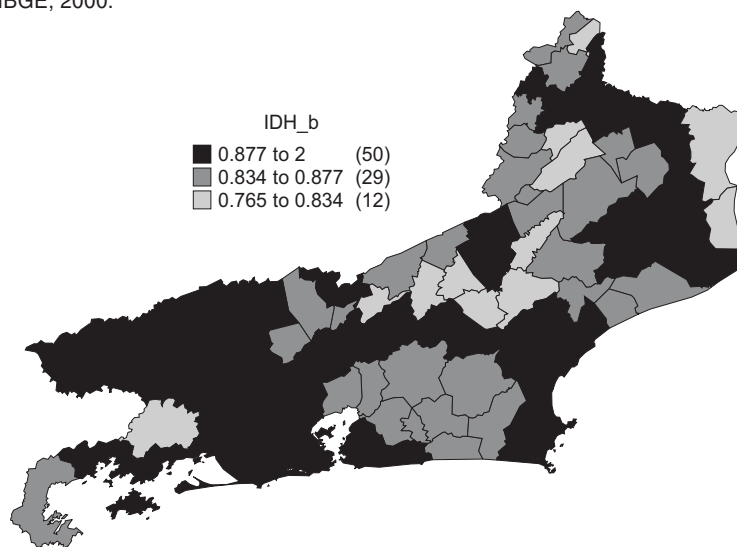 IBGE, 2000.
IDH_b
0.877 to 2 (50)
0.834 to 0.877 (29)
0.765 to 0.834 (12)